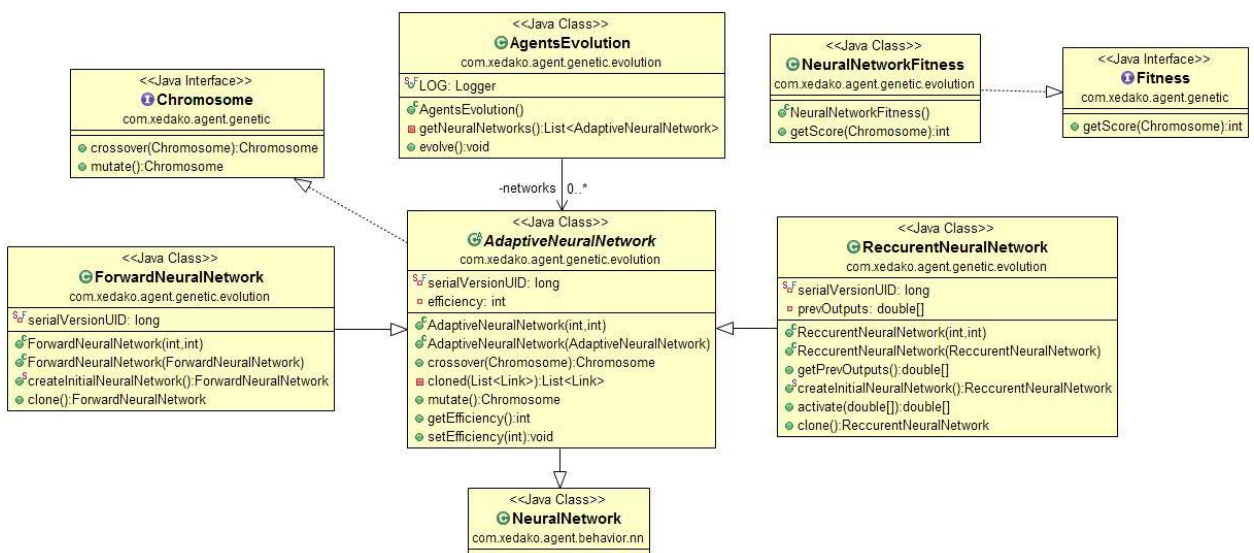 <<Java Class>>
AgentsEvolution
com.xedako.agent.genetic.evolution
LOG: Logger
AgentsEvolution()
getNeuralNetworks():List<AdaptiveNeuralNetwork>
evolve():void
<<Java Class>>
NeuralNetworkFitness
com.xedako.agent.genetic.evolution
NeuralNetworkFitness()
getScore(Chromosome):int
<<Java Interface>>
Fitness
com.xedako.agent.genetic
getScore(Chromosome):int
<<Java Interface>>
Chromosome
com.xedako.agent.genetic
crossover(Chromosome):Chromosome
mutate():Chromosome
-networks 0..*
<<Java Class>>
AdaptiveNeuralNetwork
com.xedako.agent.genetic.evolution
serialVersionUID: long
efficiency: int
AdaptiveNeuralNetwork(int,int)
AdaptiveNeuralNetwork(AdaptiveNeuralNetwork)
crossover(Chromosome):Chromosome
cloned(List<Link>):List<Link>
mutate():Chromosome
getEfficiency():int
setEfficiency(int):void
<<Java Class>>
ForwardNeuralNetwork
com.xedako.agent.genetic.evolution
serialVersionUID: long
ForwardNeuralNetwork(int,int)
ForwardNeuralNetwork(ForwardNeuralNetwork)
createInitialNeuralNetwork():ForwardNeuralNetwork
clone():ForwardNeuralNetwork
<<Java Class>>
ReccurentNeuralNetwork
com.xedako.agent.genetic.evolution
serialVersionUID: long
prevOutputs: double[]
ReccurentNeuralNetwork(int,int)
ReccurentNeuralNetwork(ReccurentNeuralNetwork)
getPrevOutputs():double[]
createInitialNeuralNetwork():ReccurentNeuralNetwork
activate(double[]):double[]
clone():ReccurentNeuralNetwork
<<Java Class>>
NeuralNetwork
com.xedako.agent.behavior.nn